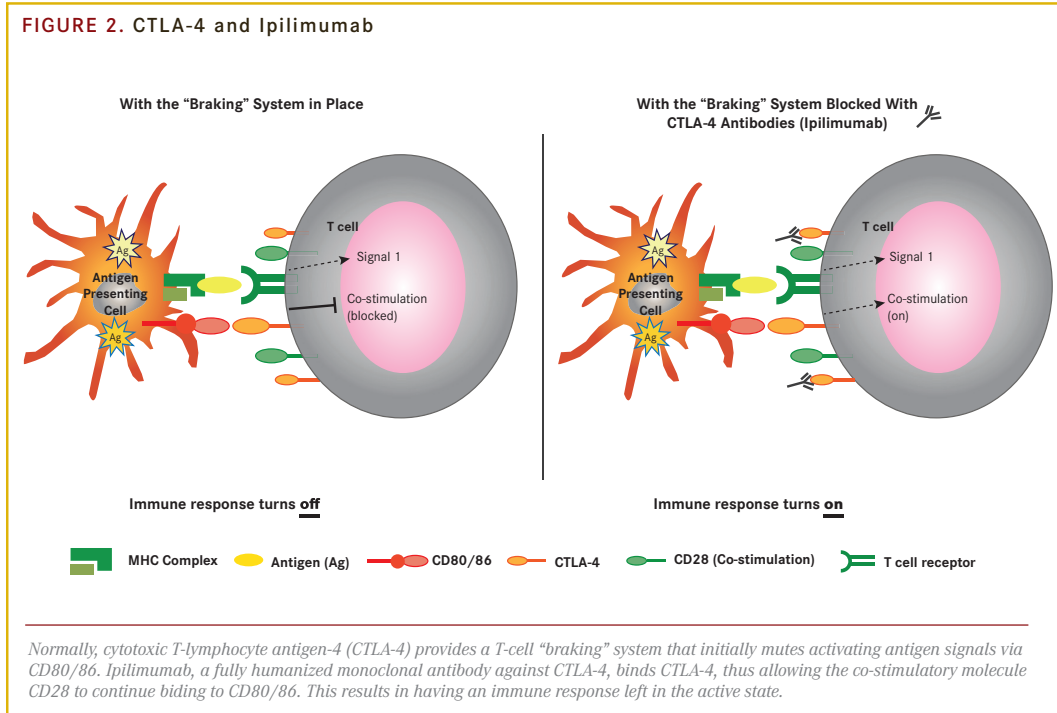 FIGURE 2. CTLA-4 and Ipilimumab
With the “Braking” System in Place
With the “Braking” System Blocked With
CTLA-4 Antibodies (Ipilimumab)
Ag
Antigen
Presenting
Cell
Ag
T cell
Signal 1
Co-stimulation
(blocked)
Ag
Antigen
Presenting
Cell
Ag
T cell
Signal 1
Co-stimulation
(on)
Immune response turns off
Immune response turns on
MHC Complex
Antigen (Ag)
CD80/86
CTLA-4
CD28 (Co-stimulation)
T cell receptor
Normally, cytotoxic T-lymphocyte antigen-4 (CTLA-4) provides a T-cell “braking” system that initially mutes activating antigen signals via
CD80/86. Ipilimumab, a fully humanized monoclonal antibody against CTLA-4, binds CTLA-4, thus allowing the co-stimulatory molecule
CD28 to continue biding to CD80/86. This results in having an immune response left in the active state.